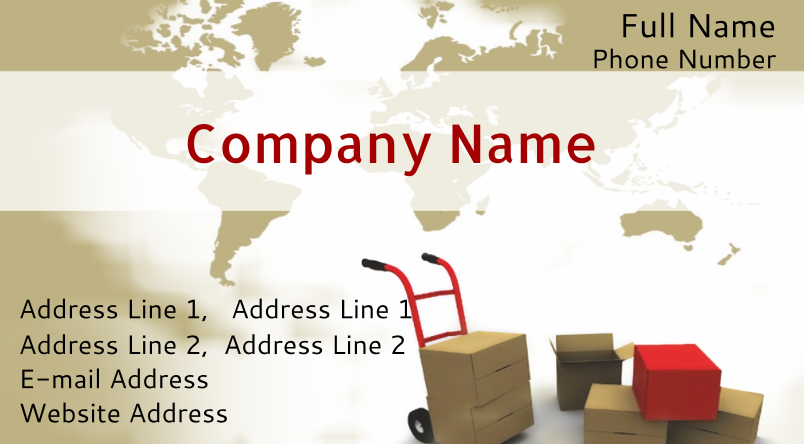 Full Name
Phone Number
Company Name
Address Line 1, Address Line 1
Address Line 2, Address Line 2
E-mail Address
Website Address